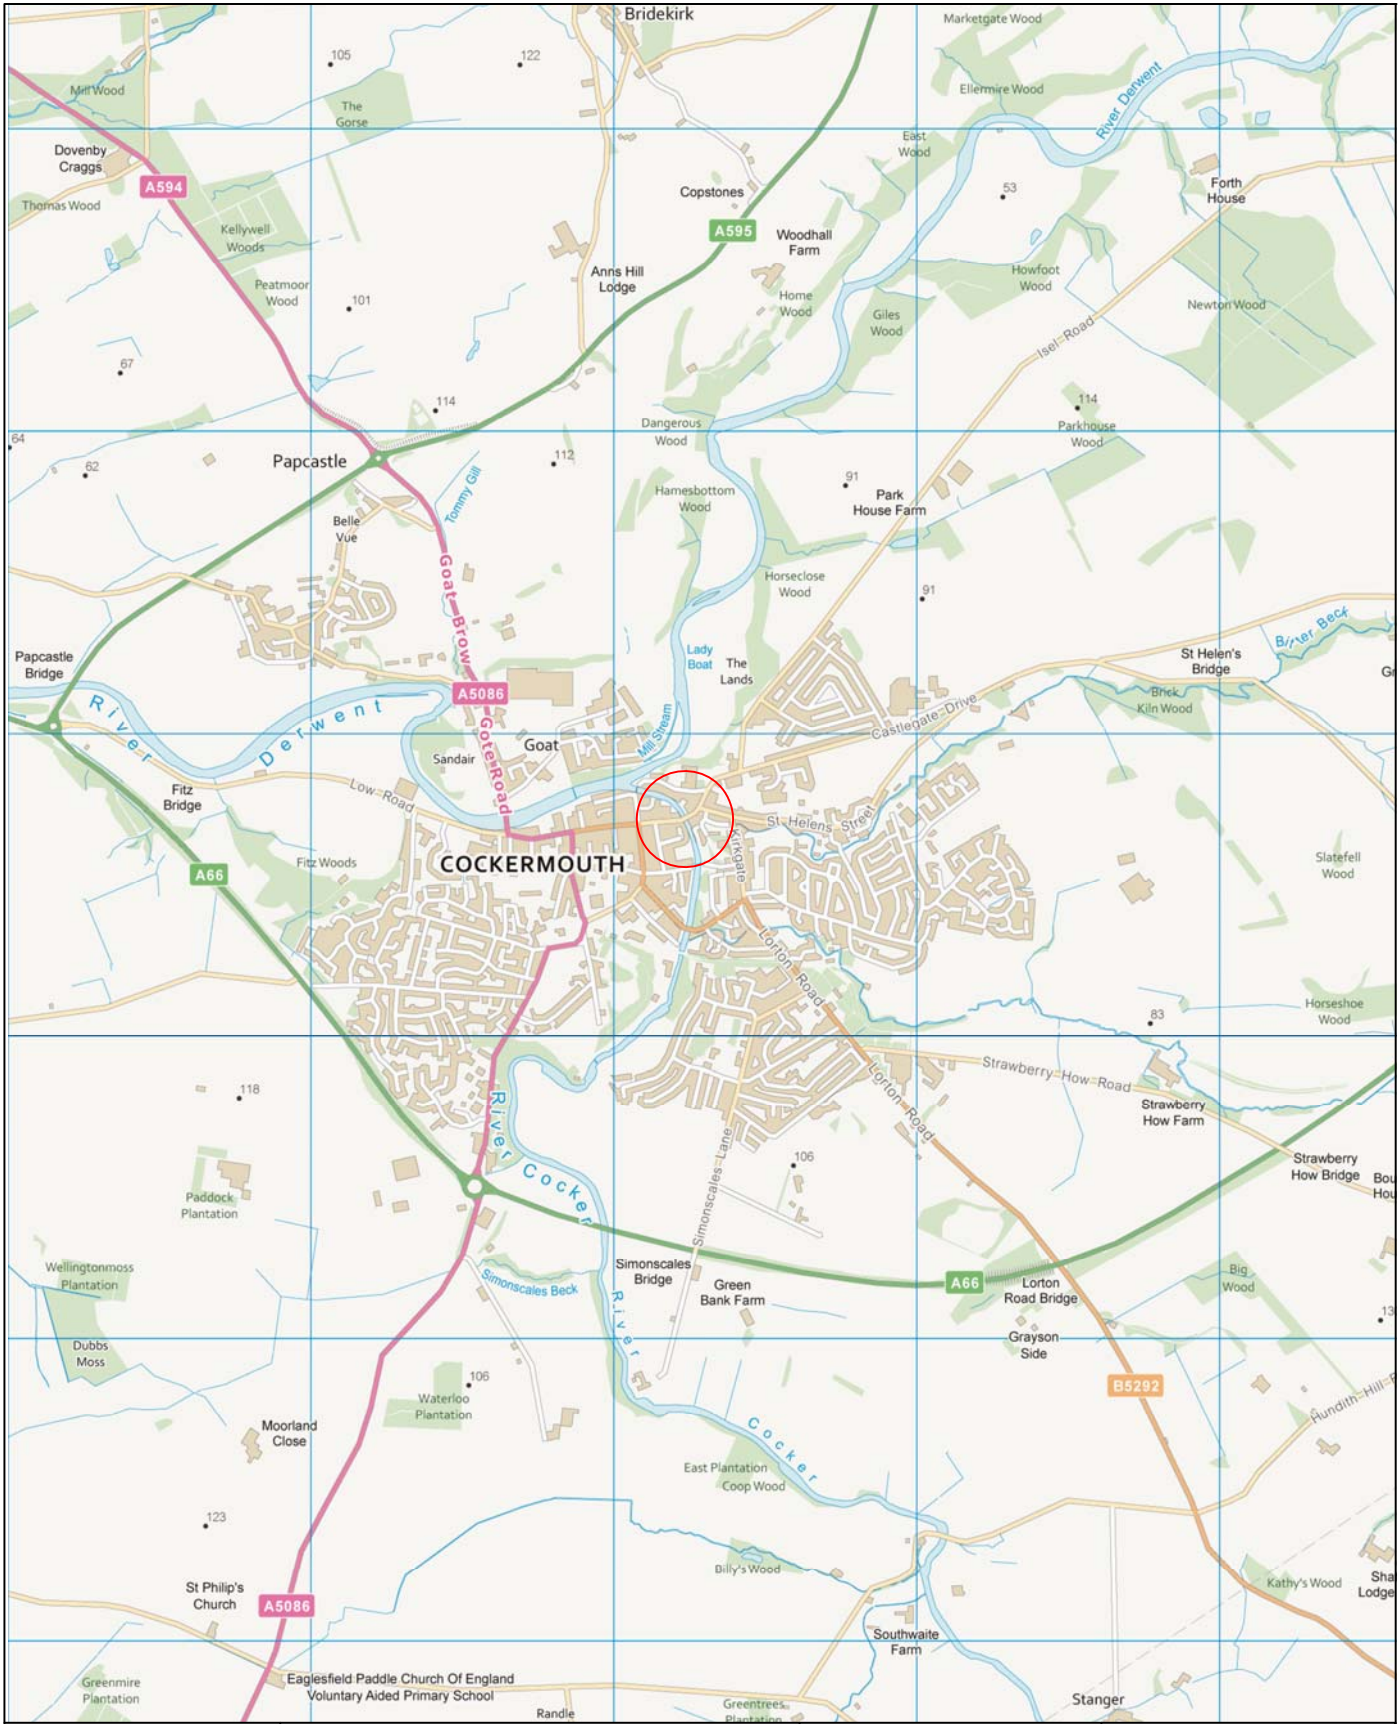 Bridekirk
Marketgate Wood
105
122
Mill Wood
The
Gorse
Ellermire Wood
River Derwent
East
Wood
Dovenby
Craggs
A594
Thomas Wood
Copstones
53
Forth
House
Kellywell
Woods
A595
Woodhall
Farm
Anns Hill
Lodge
Howfoot
Wood
Peatmoor
Wood
101
Home
Wood
Giles
Wood
Newton Wood
Isel Road
67
114
114
Parkhouse
Wood
Dangerous
Wood
64
62
Papcastle
112
Tommy Gill
91
Hamesbottom
Wood
Park
House Farm
Belle
Vue
Goat Brow
Horseclose
Wood
91
Bitter Beck
Papcastle
Bridge
Lady
Boat
The
Lands
St Helen's
Bridge
River
Derwent
A5086
Brick
Kiln Wood
Castlegate Drive
Mill Stream
Goat
Gote Road
Sandair
Fitz
Bridge
Low Road
St Helens Street
Kirkgate
COCKERMOUTH
Fitz Woods
A66
Slatefell
Wood
Lorton Road
83
Horseshoe
Wood
118
River Cocker
Lorton Road
Strawberry How Road
Strawberry
How Farm
Simonscales Lane
106
Strawberry
How Bridge
Paddock
Plantation
Wellingtonmoss
Plantation
Simonscales Beck
Simonscales
Bridge
Green
Bank Farm
A66
Lorton
Road Bridge
Big
Wood
River
Cocker
Dubbs
Moss
Grayson
Side
106
Waterloo
Plantation
B5292
Moorland
Close
East Plantation
Coop Wood
123
Billy's Wood
St Philip's
Church
A5086
Kathy's Wood
Southwaite
Farm
Greenmire
Plantation
Eaglesfield Paddle Church Of England
Voluntary Aided Primary School
Randle
Greentrees
Plantation
Stanger